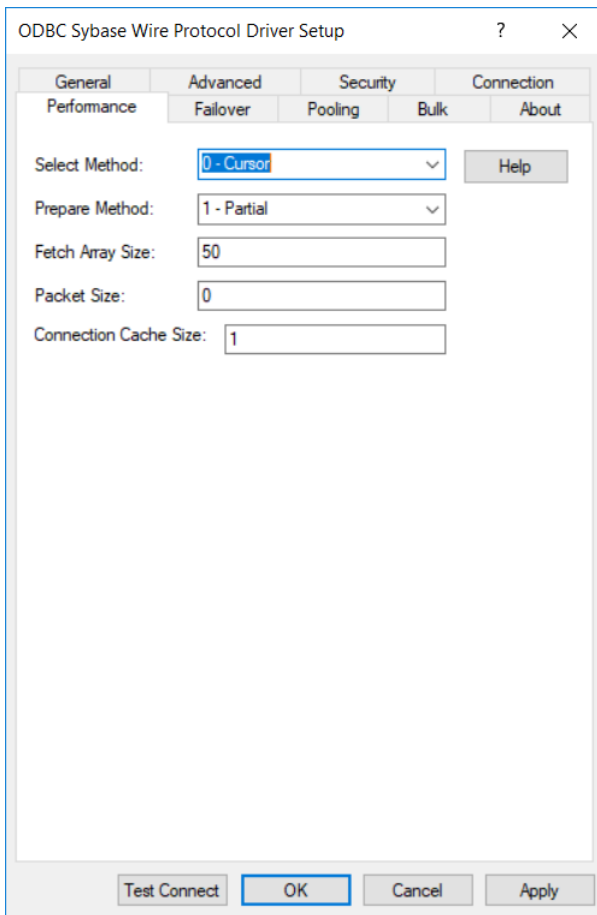 ODBC Sybase Wire Protocol Driver Setup ?
General Advanced Security Connection
Performance Failover Pooling Bulk About
Select Method: 0 - Cursor Help
Prepare Method: 1 - Partial
Fetch Array Size: 50
Packet Size: 0
Connection Cache Size: 1
Test Connect OK Cancel Apply